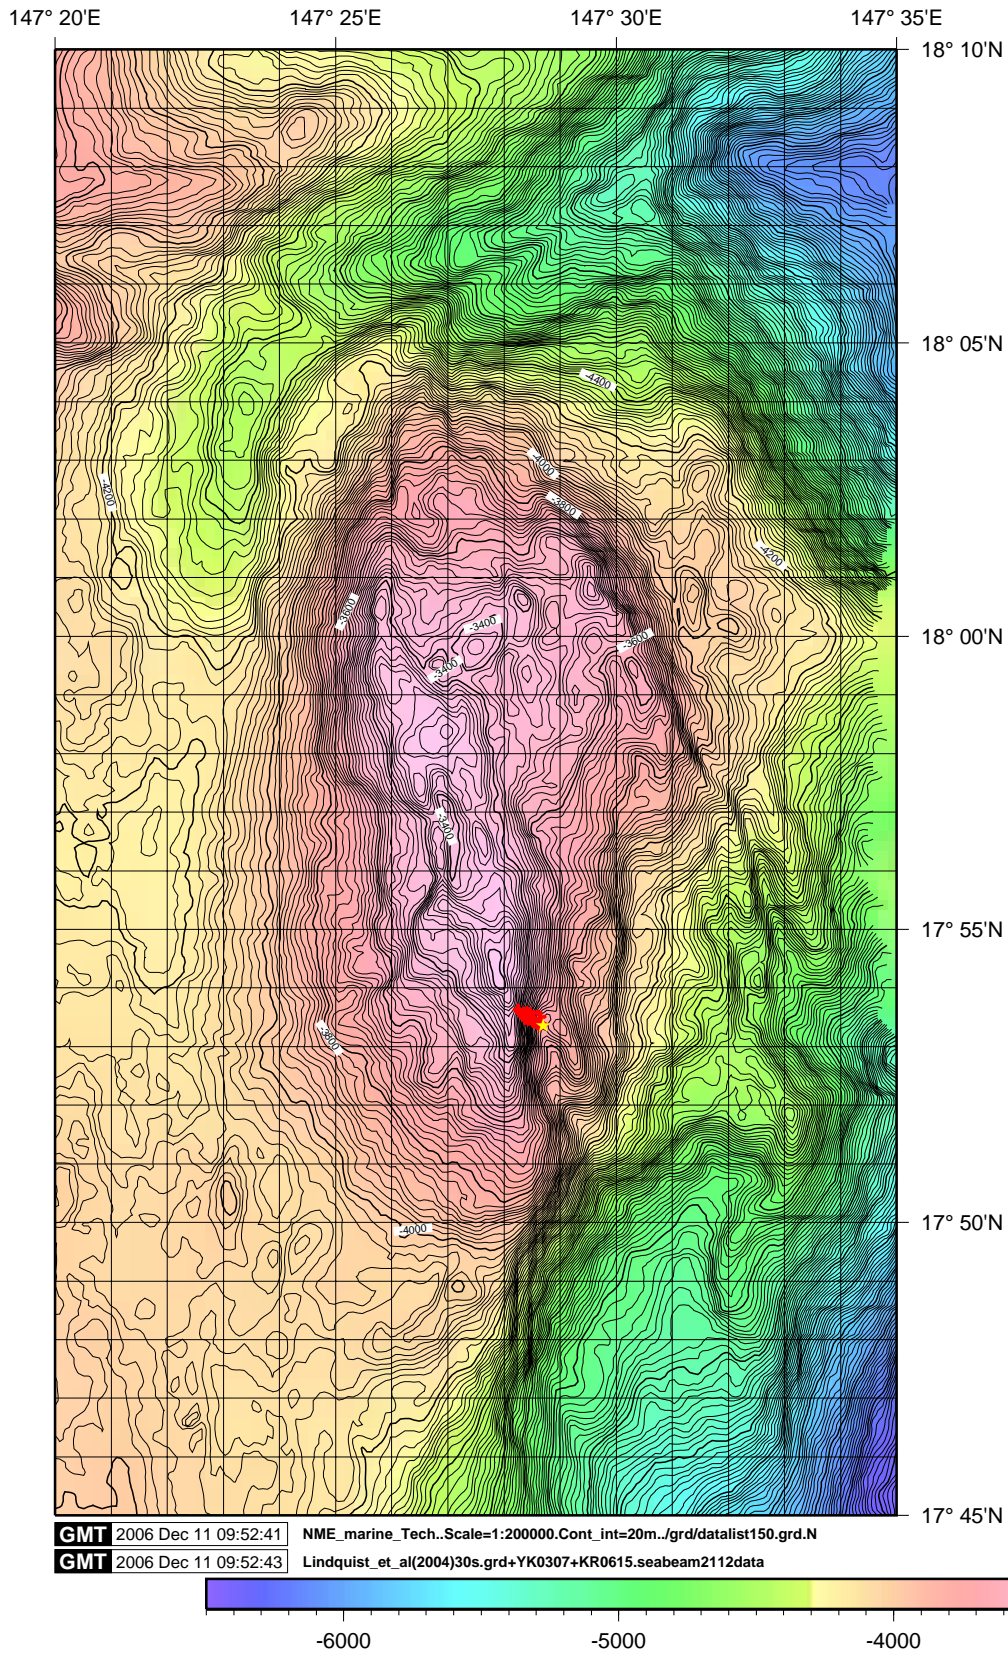 147° 20'E 147° 25'E 147° 30'E 147° 35'E
18° 10'N
18° 05'N
-4400
-4000
-4200
-3800
-4200
-3600
-3400
18° 00'N
-3600
-3400
-3400
17° 55'N
-3800
17° 50'N
-4000
17° 45'N
GMT 2006 Dec 11 09:52:41 NME_marine_Tech..Scale=1:200000.Cont_int=20m../grd/datalist150.grd.N
GMT 2006 Dec 11 09:52:43 Lindquist_et_al(2004)30s.grd+YK0307+KR0615.seabeam2112data
-6000 -5000 -4000